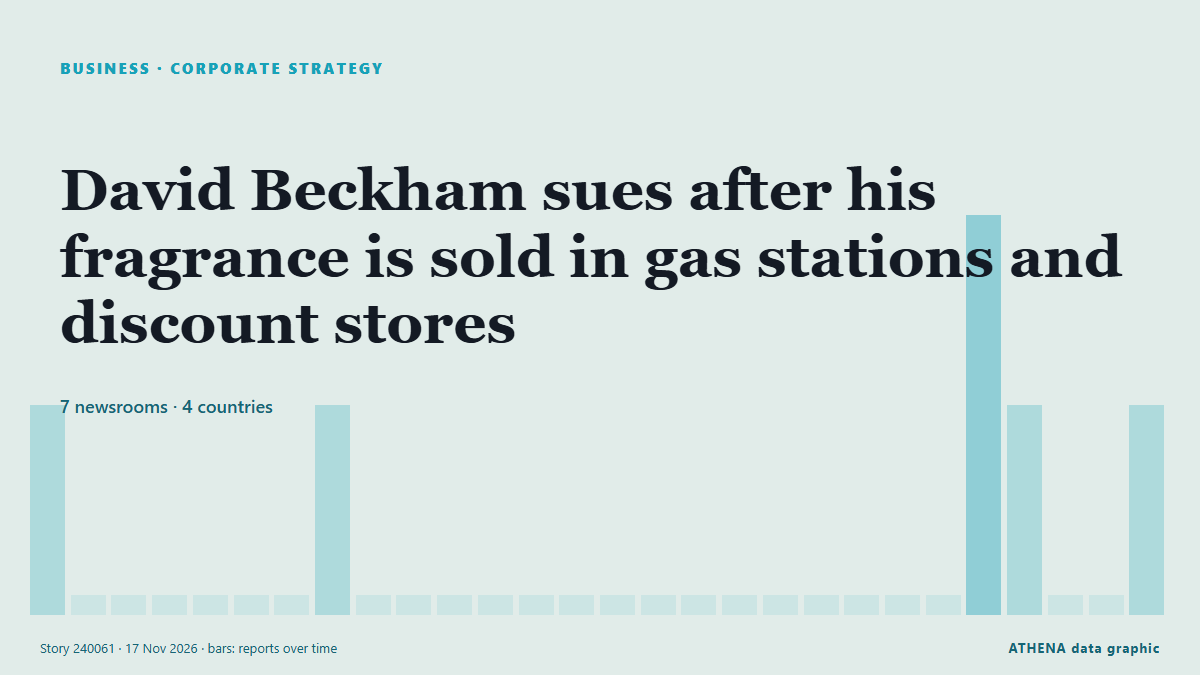 BUSINESS · CORPORATE STRATEGY
David Beckham sues after his
fragrance is sold in gas stations and
discount stores
7 newsrooms · 4 countries
Story 240061 · 17 Nov 2026 · bars: reports over time
ATHENA data graphic